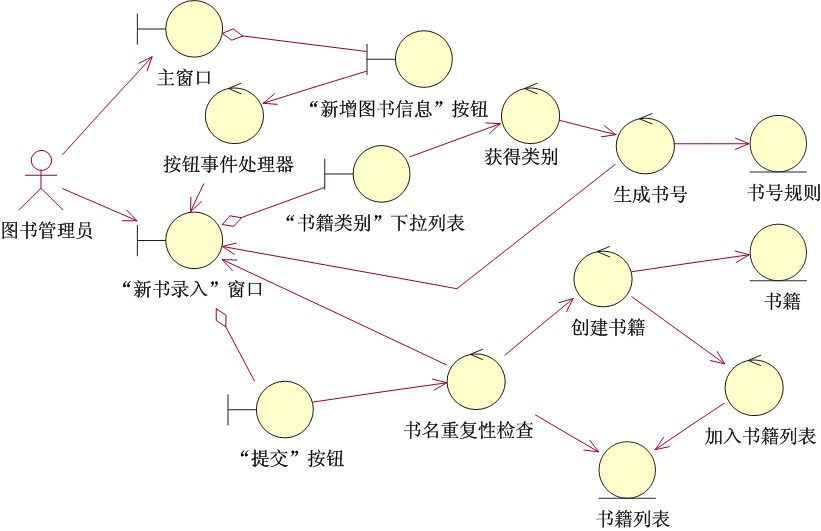 主窗口
“新增图书信息”按钮
按钮事件处理器
获得类别
生成书号
书号规则
图书管理员
“书籍类别”下拉列表
“新书录入”窗口
书籍
创建书籍
书名重复性检查
加入书籍列表
“提交”按钮
书籍列表